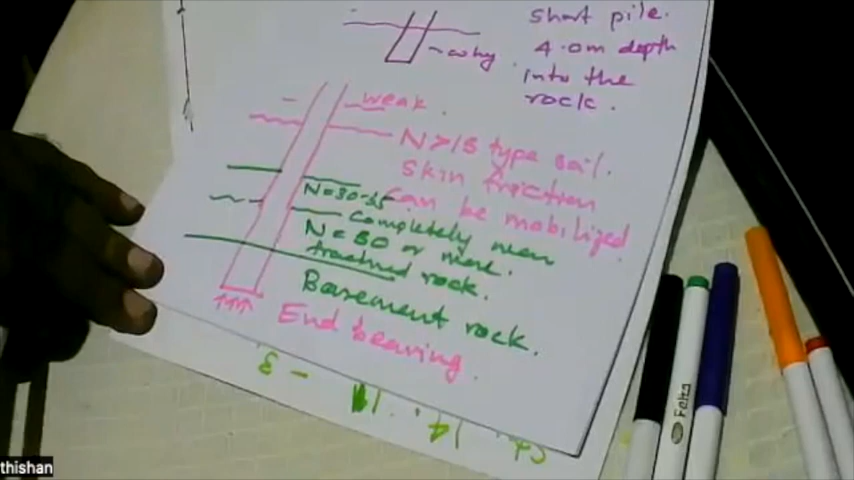 short pile.
why
4.0m depth
into the
rock.
weak.
N>15 type soil.
skin friction
can be mobilized.
N=30-35
Completely
N=50 or more.
fractured rock.
Basement rock.
End bearing.
Felts
thishan